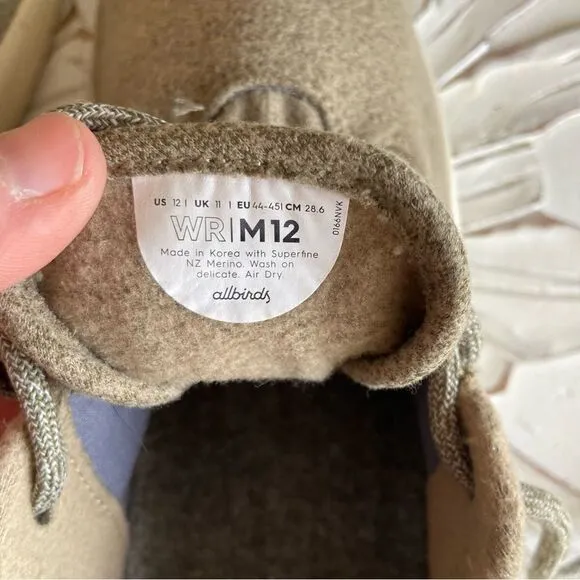 US 12 | UK 11 | EU 44-45 | CM 28.6
WR|M12
Made in Korea with Superfine
NZ Merino. Wash on
delicate. Air Dry.
allbirds
0166NVK